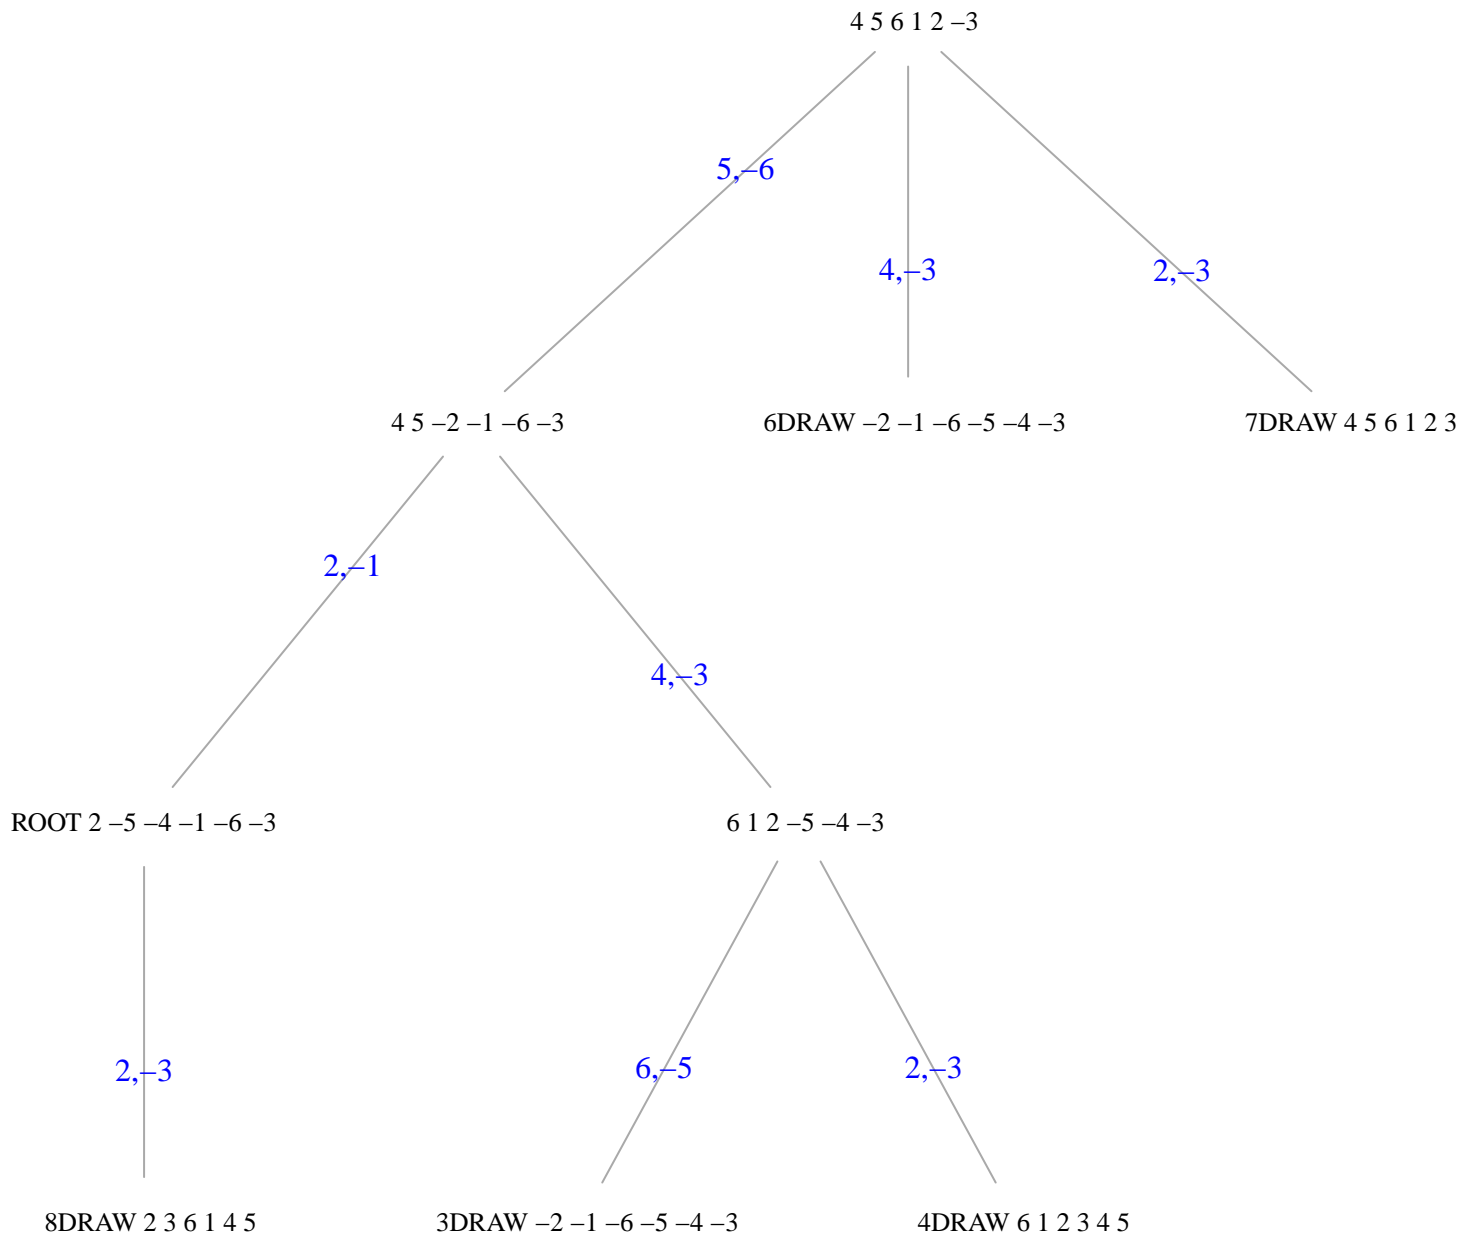 4 5 6 1 2 –3
5,–6
4,–3
2,–3
4 5 –2 –1 –6 –3
6DRAW –2 –1 –6 –5 –4 –3
7DRAW 4 5 6 1 2 3
2,–1
4,–3
ROOT 2 –5 –4 –1 –6 –3
6 1 2 –5 –4 –3
2,–3
6,–5
2,–3
8DRAW 2 3 6 1 4 5
3DRAW –2 –1 –6 –5 –4 –3
4DRAW 6 1 2 3 4 5